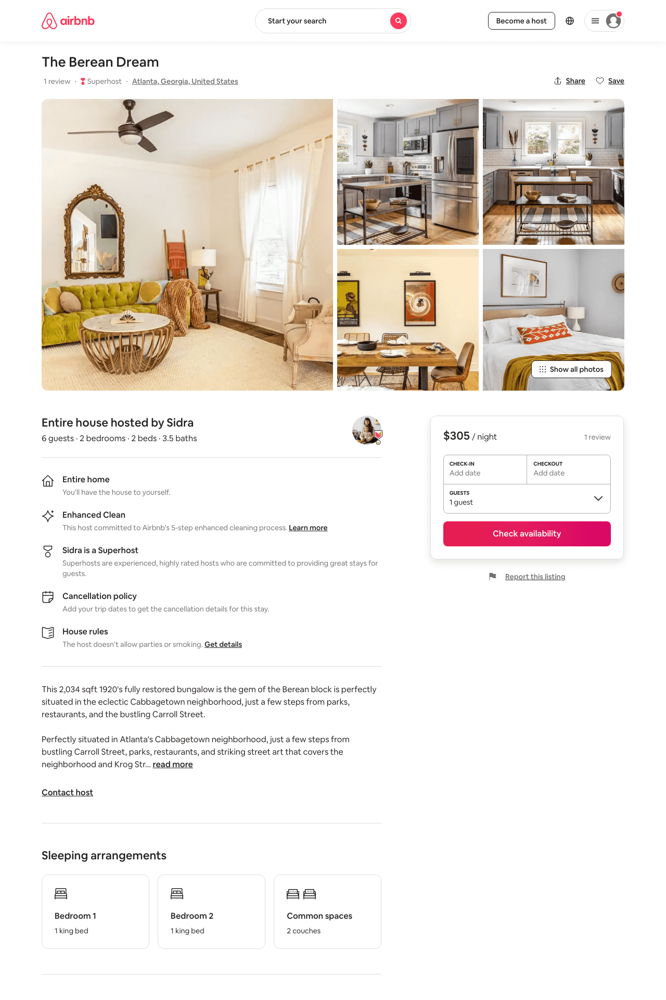 airbnb
Start your search
Become a host
The Berean Dream
1 review · Superhost · Atlanta, Georgia, United States
Share
Save
VERTIGO
Show all photos
Entire house hosted by Sidra
6 guests · 2 bedrooms · 2 beds · 3.5 baths
$305 / night
1 review
CHECK-IN
Add date
CHECKOUT
Add date
GUESTS
1 guest
Check availability
Report this listing
Entire home
You'll have the house to yourself.
Enhanced Clean
This host committed to Airbnb's 5-step enhanced cleaning process. Learn more
Sidra is a Superhost
Superhosts are experienced, highly rated hosts who are committed to providing great stays for
guests.
Cancellation policy
Add your trip dates to get the cancellation details for this stay.
House rules
The host doesn't allow parties or smoking. Get details
This 2,034 sqft 1920's fully restored bungalow is the gem of the Berean block is perfectly
situated in the eclectic Cabbagetown neighborhood, just a few steps from parks,
restaurants, and the bustling Carroll Street.
Perfectly situated in Atlanta's Cabbagetown neighborhood, just a few steps from
bustling Carroll Street, parks, restaurants, and striking street art that covers the
neighborhood and Krog Str... read more
Contact host
Sleeping arrangements
Bedroom 1
1 king bed
Bedroom 2
1 king bed
Common spaces
2 couches